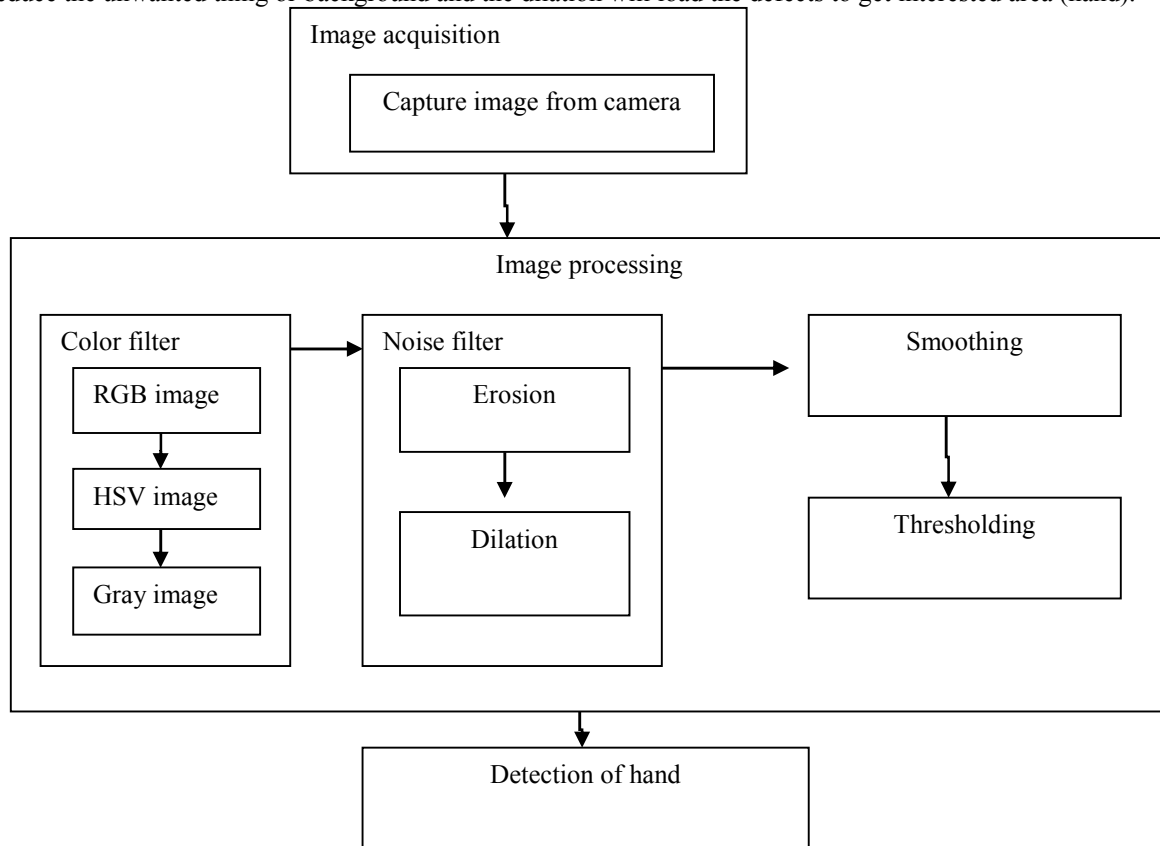 reduce the unwanted thing or background and the dilation will load the defects to get interested area (hand).
Image acquisition
Capture image from camera
Image processing
Color filter
RGB image
HSV image
Gray image
Noise filter
Erosion
Dilation
Smoothing
Thresholding
Detection of hand